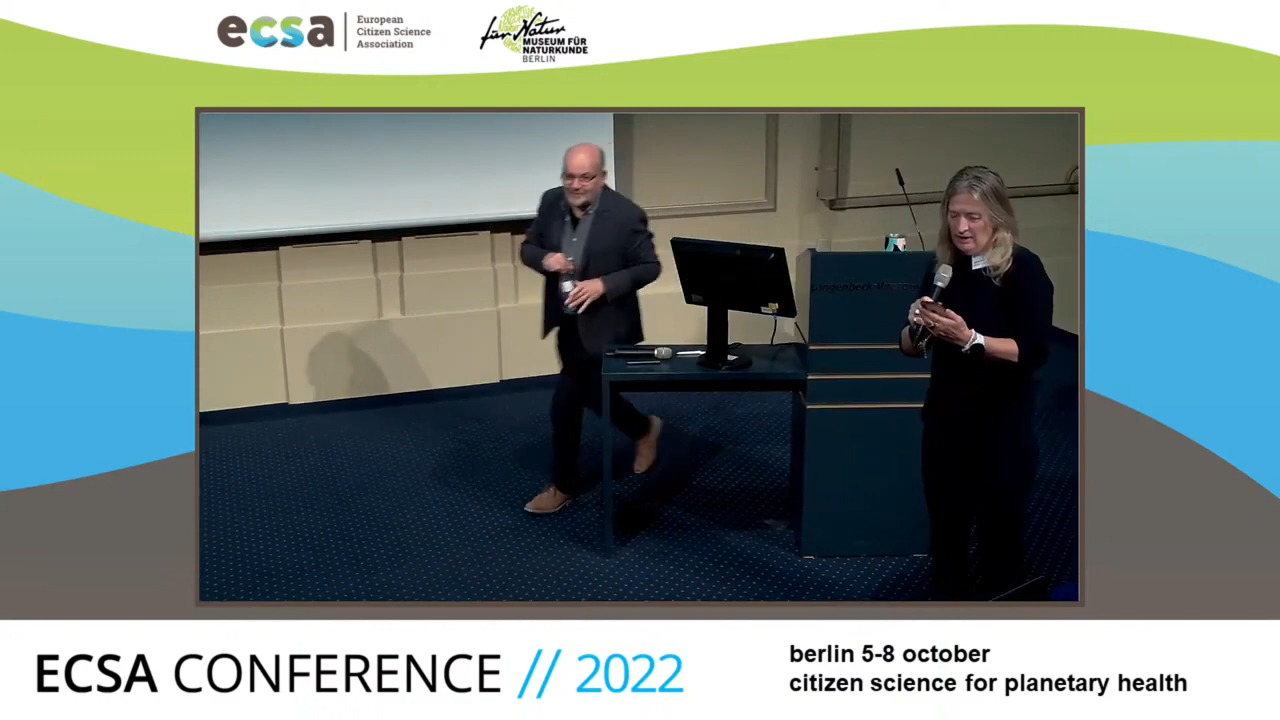 ecsa
European
Citizen Science
Association
für Natur
MUSEUM FÜR
NATURKUNDE
BERLIN
Langenbeck
ECSA CONFERENCE // 2022
berlin 5-8 october
citizen science for planetary health